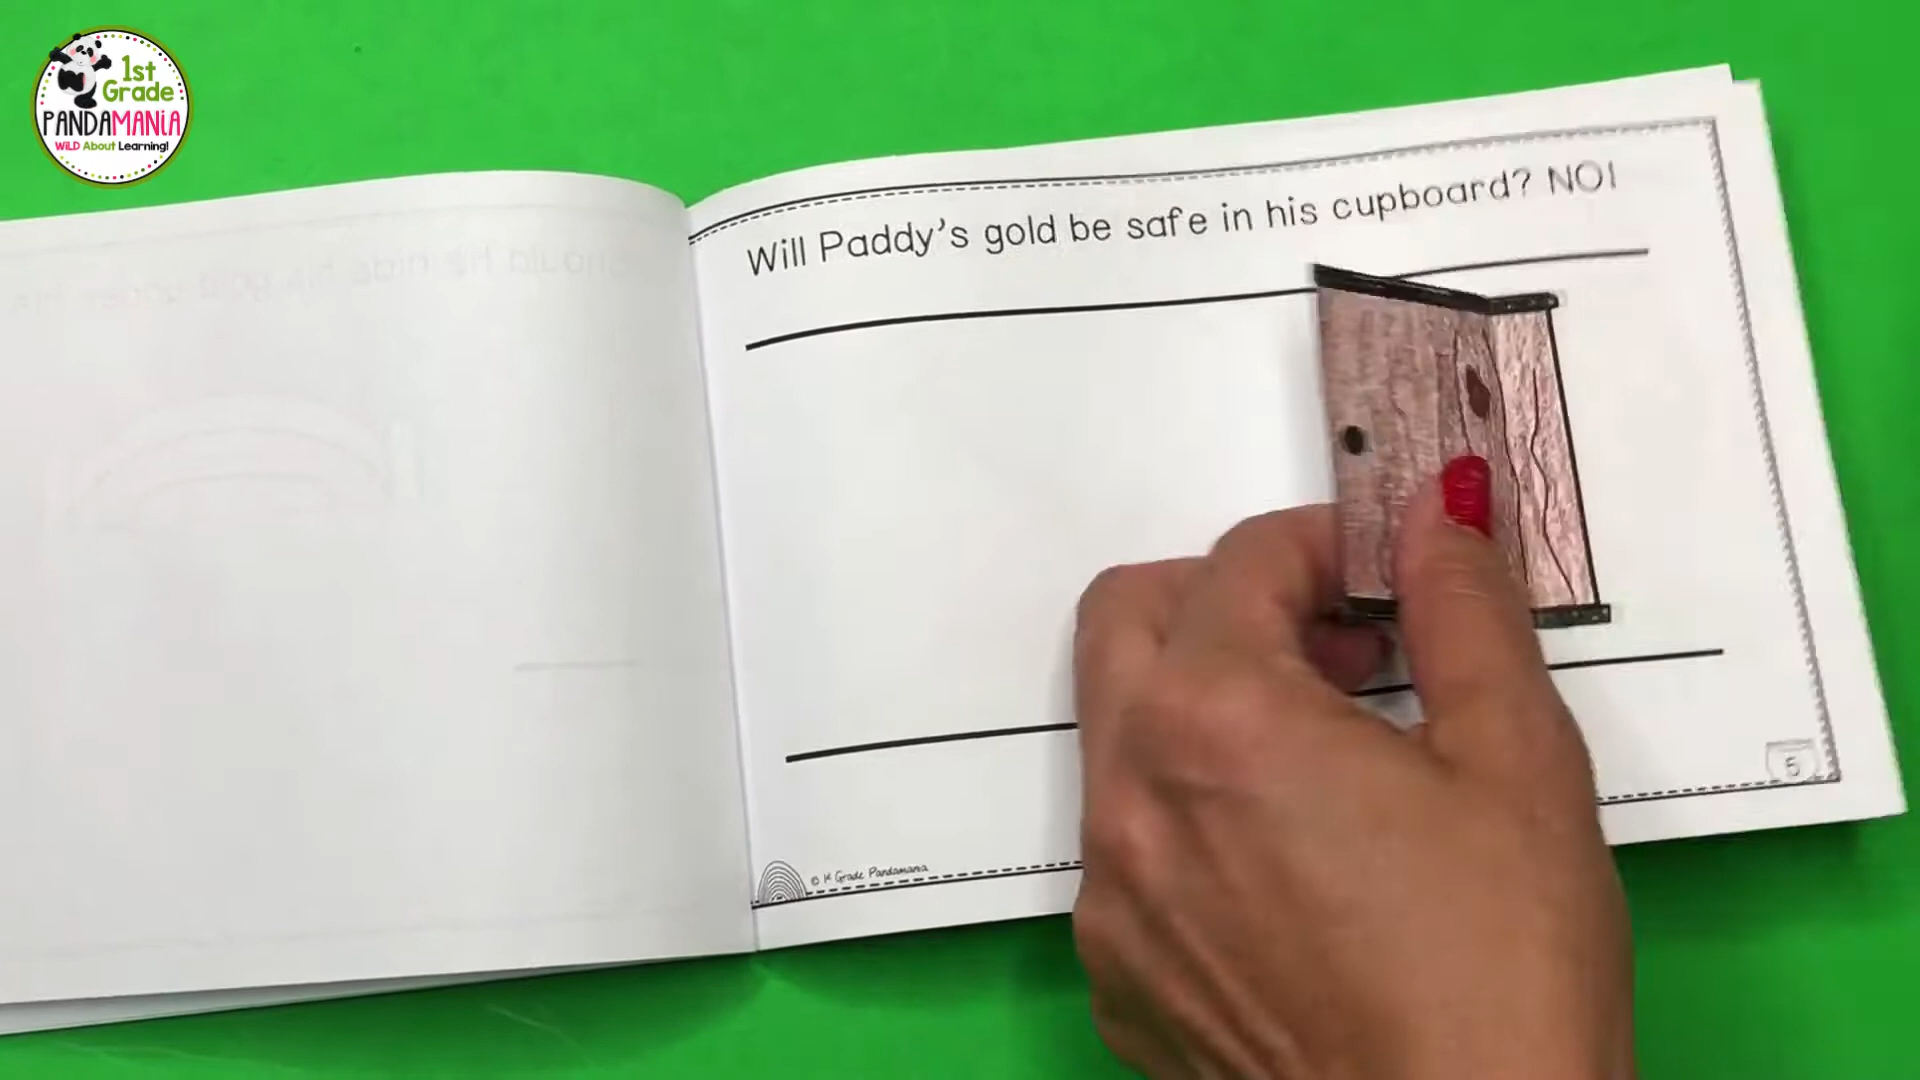 1st
Grade
PANDAMANiA
WiLD About Learning!
Will Paddy's gold be safe in his cupboard? NO!
5
© 1st Grade Pandamania